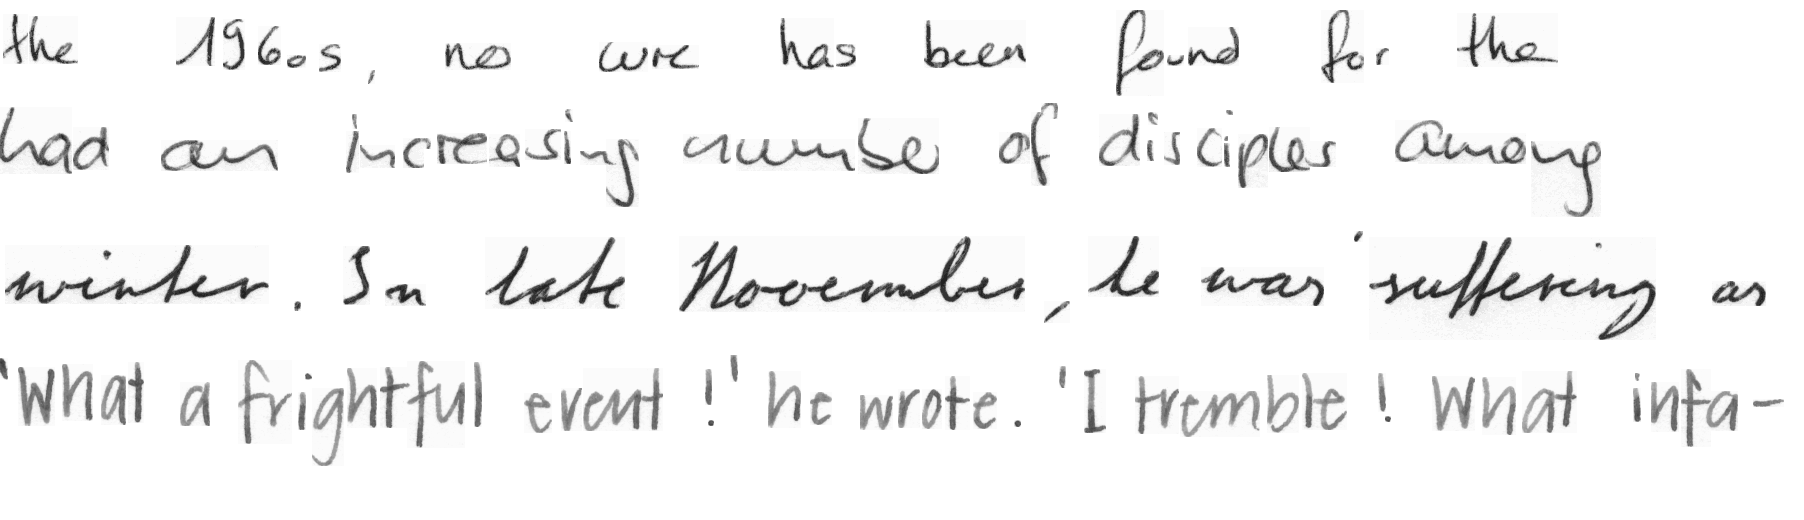 the 1960s, no cure has been found for the
had an increasing number of disciples among
winter. In late November, he was 'suffering as
'What a frightful event!' he wrote. 'I tremble! What infa-